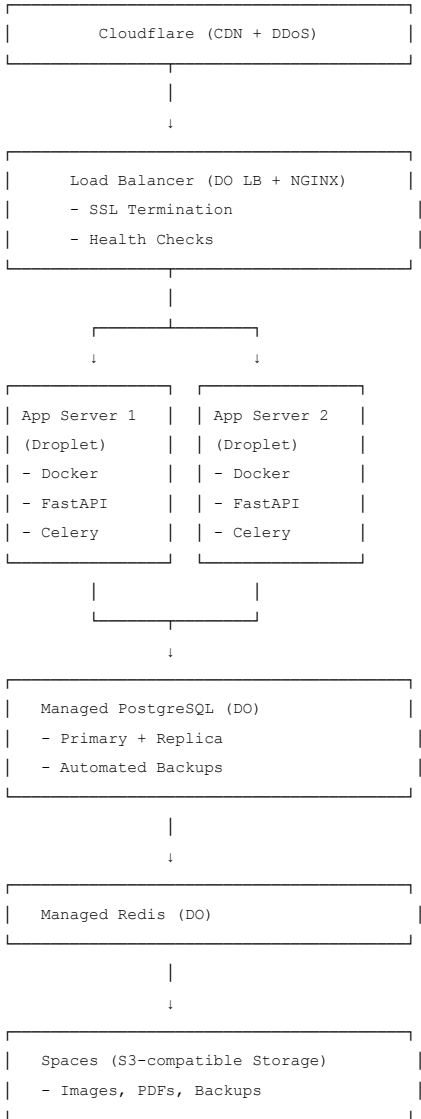 Cloudflare (CDN + DDoS)
Load Balancer (DO LB + NGINX)
- SSL Termination
- Health Checks
App Server 1 App Server 2
(Droplet) (Droplet)
- Docker - Docker
- FastAPI - FastAPI
- Celery - Celery
Managed PostgreSQL (DO)
- Primary + Replica
- Automated Backups
Managed Redis (DO)
Spaces (S3-compatible Storage)
- Images, PDFs, Backups